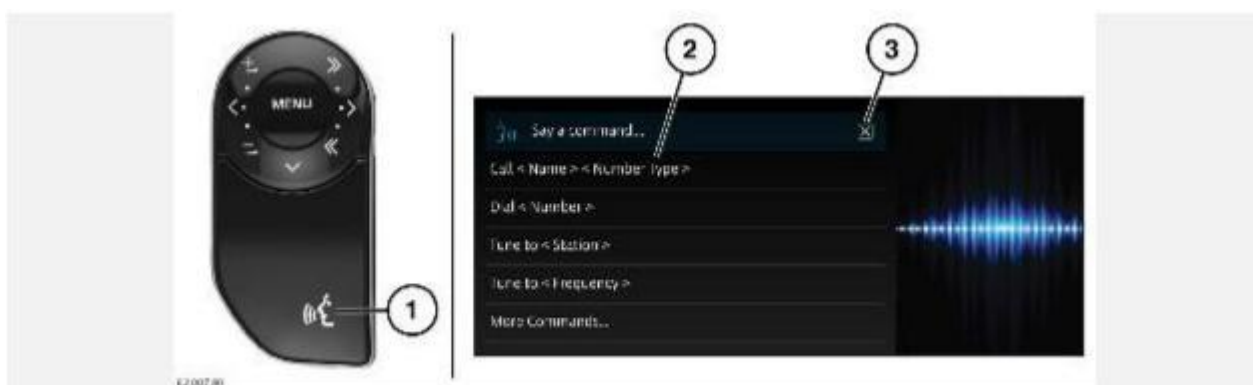 2
3
MENU
Say a command...
Call < Name > < Number Type >
Dial < Number >
Tune to < Station >
Tune to < Frequency >
More Commands...
1